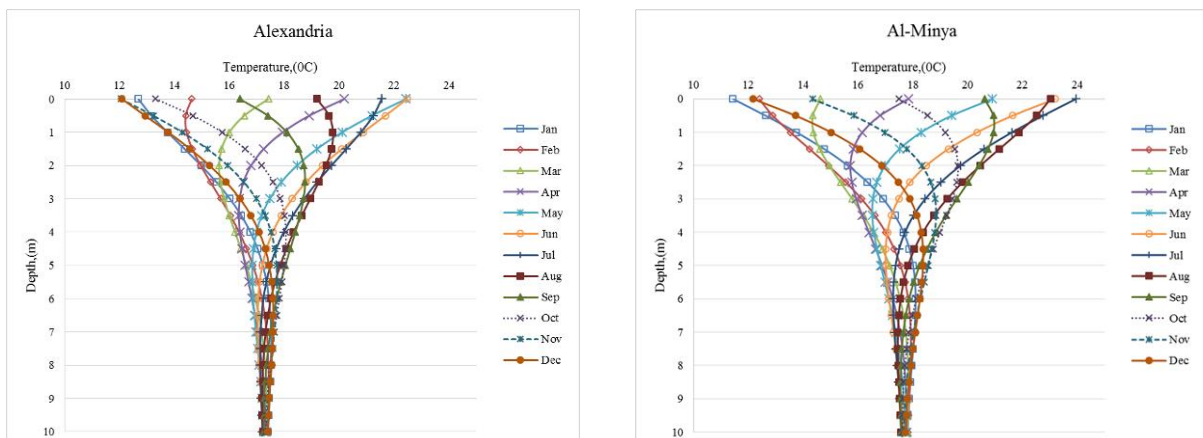 Alexandria
Temperature,(0C)
10 12 14 16 18 20 22 24
0
1
2
3
4
5
6
7
8
9
10
Depth,(m)
Jan
Feb
Mar
Apr
May
Jun
Jul
Aug
Sep
Oct
Nov
Dec
Al-Minya
Temperature,(0C)
10 12 14 16 18 20 22 24
0
1
2
3
4
5
6
7
8
9
10
Depth,(m)
Jan
Feb
Mar
Apr
May
Jun
Jul
Aug
Sep
Oct
Nov
Dec